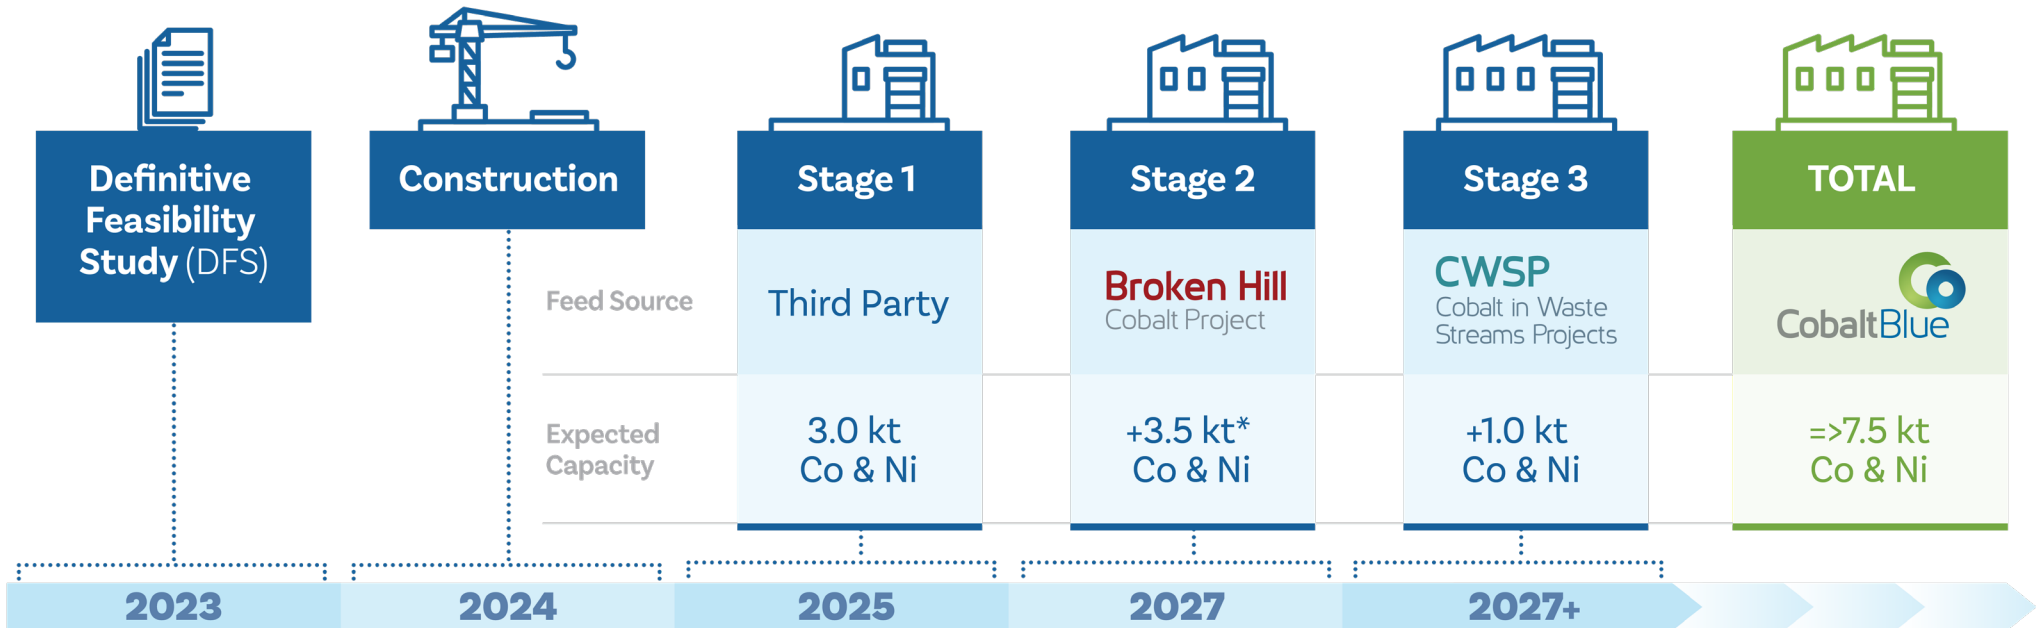 Definitive
Feasibility
Study (DFS)
Construction
Stage 1
Stage 2
Stage 3
TOTAL
Feed Source
Third Party
Broken Hill
Cobalt Project
CWSP
Cobalt in Waste
Streams Projects
CobaltBlue
Expected
Capacity
3.0 kt
Co & Ni
+3.5 kt*
Co & Ni
+1.0 kt
Co & Ni
=>7.5 kt
Co & Ni
2023
2024
2025
2027
2027+